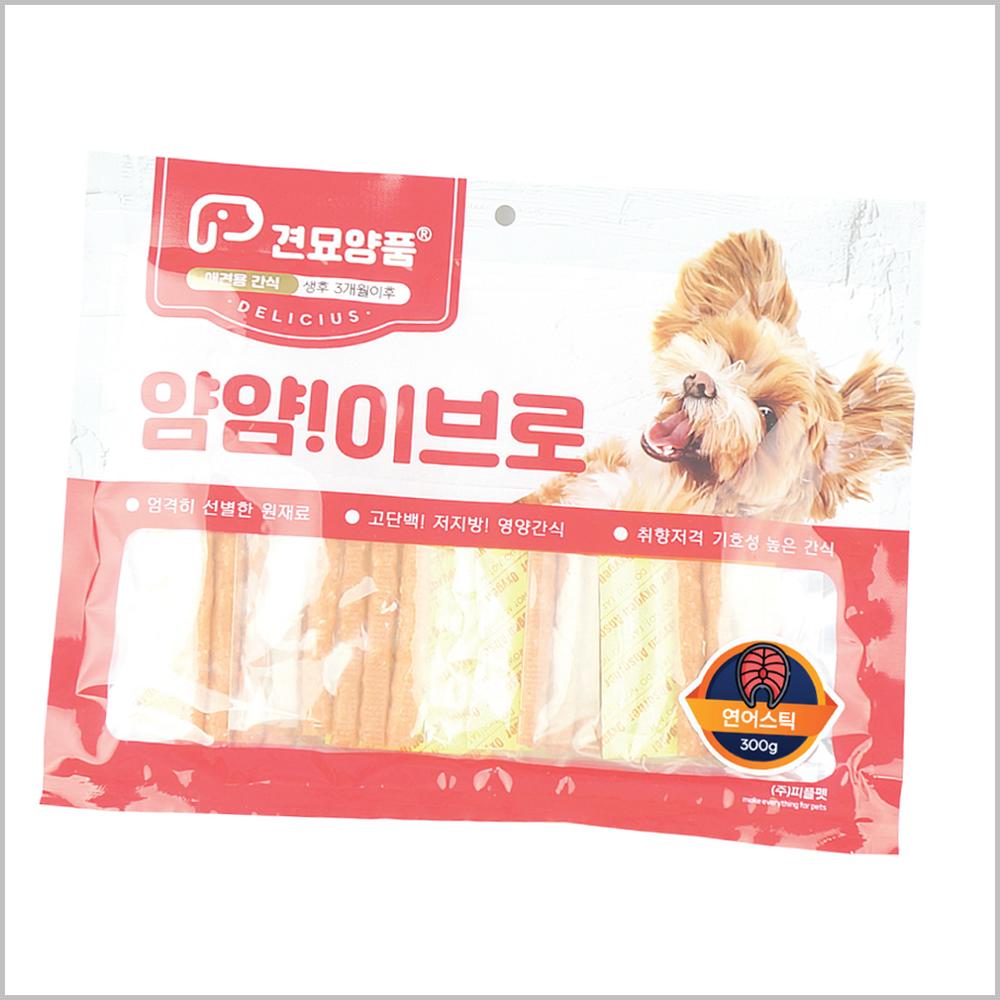 견묘양품®
애견용 간식 생후 3개월이후
·DELICIUS·
얌얌!이브로
● 엄격히 선별한 원재료 ● 고단백! 저지방! 영양간식 ● 취향저격 기호성 높은 간식
연어스틱
300g
(주)피플펫
make everything for pets